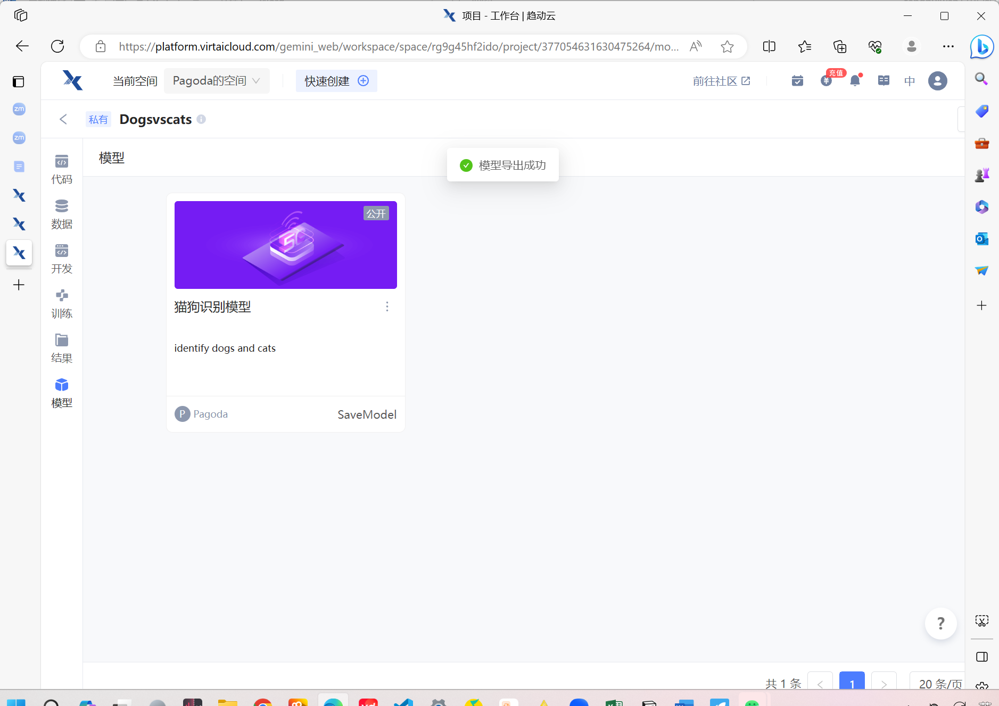 项目 - 工作台 | 趋动云
https://platform.virtaicloud.com/gemini_web/workspace/space/rg9g45hf2ido/project/377054631630475264/mo...
当前空间 Pagoda的空间 快速创建 前往社区 充值 中
私有 Dogsvscats
zm
zm
模型
模型导出成功
代码
数据
开发
训练
结果
模型
公开
5G
猫狗识别模型
identify dogs and cats
P Pagoda SaveModel
?
共 1 条 < 1 > 20 条/页